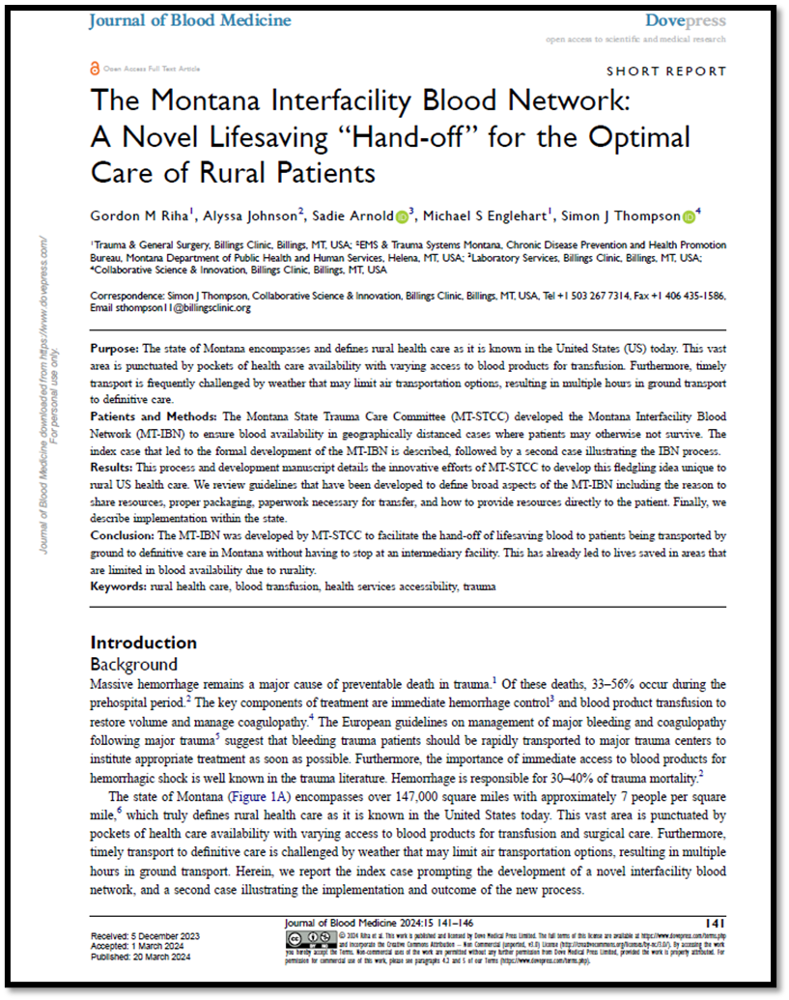 Journal of Blood Medicine
Dovepress
open access to scientific and medical research
Open Access Full Text Article
SHORT REPORT
The Montana Interfacility Blood Network:
A Novel Lifesaving “Hand-off” for the Optimal
Care of Rural Patients
Gordon M Riha1, Alyssa Johnson2, Sadie Arnold iD 3, Michael S Englehart1, Simon J Thompson iD 4
1Trauma & General Surgery, Billings Clinic, Billings, MT, USA; 2EMS & Trauma Systems Montana, Chronic Disease Prevention and Health Promotion
Bureau, Montana Department of Public Health and Human Services, Helena, MT, USA; 3Laboratory Services, Billings Clinic, Billings, MT, USA;
4Collaborative Science & Innovation, Billings Clinic, Billings, MT, USA
Correspondence: Simon J Thompson, Collaborative Science & Innovation, Billings Clinic, Billings, MT, USA, Tel +1 503 267 7314, Fax +1 406 435-1586,
Email sthompson11@billingsclinic.org
Purpose: The state of Montana encompasses and defines rural health care as it is known in the United States (US) today. This vast
area is punctuated by pockets of health care availability with varying access to blood products for transfusion. Furthermore, timely
transport is frequently challenged by weather that may limit air transportation options, resulting in multiple hours in ground transport
to definitive care.
Patients and Methods: The Montana State Trauma Care Committee (MT-STCC) developed the Montana Interfacility Blood
Network (MT-IBN) to ensure blood availability in geographically distanced cases where patients may otherwise not survive. The
index case that led to the formal development of the MT-IBN is described, followed by a second case illustrating the IBN process.
Results: This process and development manuscript details the innovative efforts of MT-STCC to develop this fledgling idea unique to
rural US health care. We review guidelines that have been developed to define broad aspects of the MT-IBN including the reason to
share resources, proper packaging, paperwork necessary for transfer, and how to provide resources directly to the patient. Finally, we
describe implementation within the state.
Conclusion: The MT-IBN was developed by MT-STCC to facilitate the hand-off of lifesaving blood to patients being transported by
ground to definitive care in Montana without having to stop at an intermediary facility. This has already led to lives saved in areas that
are limited in blood availability due to rurality.
Keywords: rural health care, blood transfusion, health services accessibility, trauma
Journal of Blood Medicine downloaded from https://www.dovepress.com/
For personal use only.
Introduction
Background
Massive hemorrhage remains a major cause of preventable death in trauma.1 Of these deaths, 33–56% occur during the
prehospital period.2 The key components of treatment are immediate hemorrhage control3 and blood product transfusion to
restore volume and manage coagulopathy.4 The European guidelines on management of major bleeding and coagulopathy
following major trauma5 suggest that bleeding trauma patients should be rapidly transported to major trauma centers to
institute appropriate treatment as soon as possible. Furthermore, the importance of immediate access to blood products for
hemorrhagic shock is well known in the trauma literature. Hemorrhage is responsible for 30–40% of trauma mortality.2
The state of Montana (Figure 1A) encompasses over 147,000 square miles with approximately 7 people per square
mile,6 which truly defines rural health care as it is known in the United States today. This vast area is punctuated by
pockets of health care availability with varying access to blood products for transfusion and surgical care. Furthermore,
timely transport to definitive care is challenged by weather that may limit air transportation options, resulting in multiple
hours in ground transport. Herein, we report the index case prompting the development of a novel interfacility blood
network, and a second case illustrating the implementation and outcome of the new process.
Journal of Blood Medicine 2024:15 141–146
141
Received: 5 December 2023
Accepted: 1 March 2024
Published: 20 March 2024
© 2024 Riha et al. This work is published and licensed by Dove Medical Press Limited. The full terms of this license are available at https://www.dovepress.com/terms.php
and incorporate the Creative Commons Attribution – Non Commercial (unported, v3.0) License (http://creativecommons.org/licenses/by-nc/3.0/). By accessing the work
you hereby accept the Terms. Non-commercial uses of the work are permitted without any further permission from Dove Medical Press Limited, provided the work is properly attributed. For
permission for commercial use of this work, please see paragraphs 4.2 and 5 of our Terms (https://www.dovepress.com/terms.php).